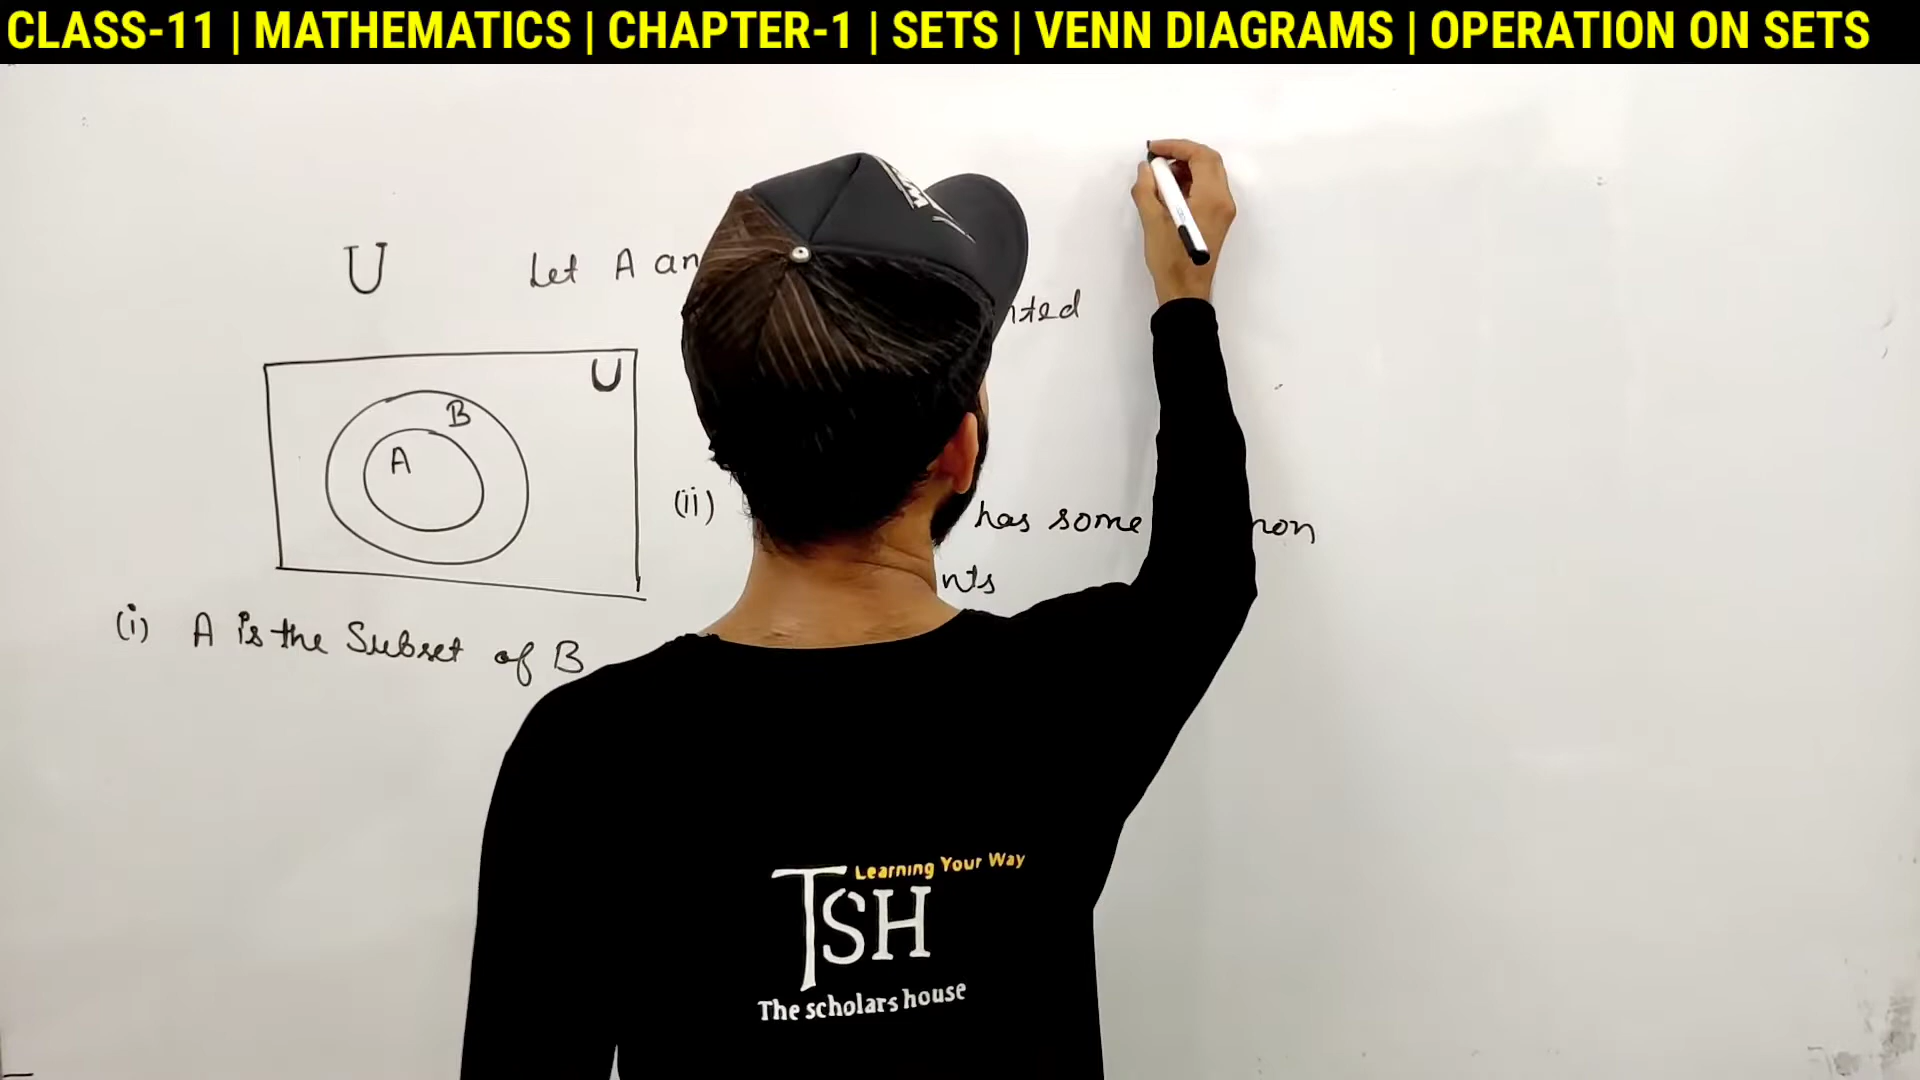 CLASS-11 | MATHEMATICS | CHAPTER-1 | SETS | VENN DIAGRAMS | OPERATION ON SETS
U
Let A an
nted
U
B
A
(ii)
has some non
nts
(i) A is the Subset of B
Learning Your Way
TSH
The scholars house